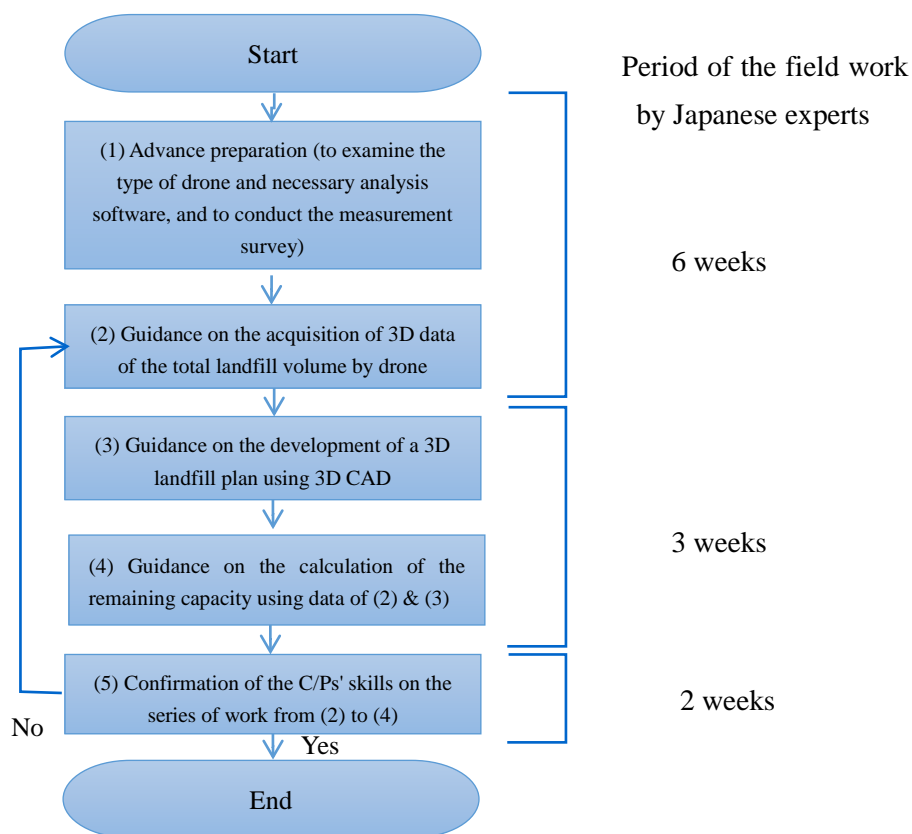 Start
Period of the field work
by Japanese experts
(1) Advance preparation (to examine the
type of drone and necessary analysis
software, and to conduct the measurement
survey)
6 weeks
(2) Guidance on the acquisition of 3D data
of the total landfill volume by drone
(3) Guidance on the development of a 3D
landfill plan using 3D CAD
3 weeks
(4) Guidance on the calculation of the
remaining capacity using data of (2) & (3)
(5) Confirmation of the C/Ps' skills on the
series of work from (2) to (4)
2 weeks
No
Yes
End